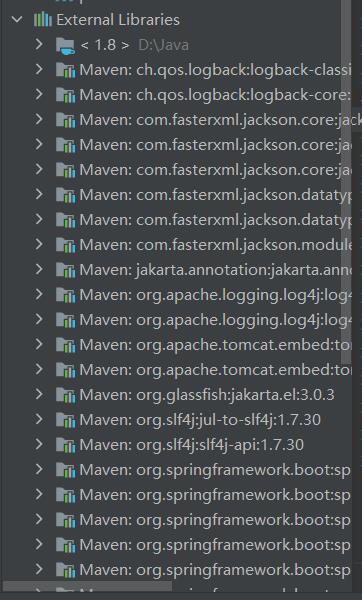 External Libraries
< 1.8 > D:\Java
Maven: ch.qos.logback:logback-classi
Maven: ch.qos.logback:logback-core:
Maven: com.fasterxml.jackson.core:jack
Maven: com.fasterxml.jackson.core:jac
Maven: com.fasterxml.jackson.core:jac
Maven: com.fasterxml.jackson.datatyp
Maven: com.fasterxml.jackson.datatyp
Maven: com.fasterxml.jackson.module
Maven: jakarta.annotation:jakarta.ann
Maven: org.apache.logging.log4j:log4
Maven: org.apache.logging.log4j:log4
Maven: org.apache.tomcat.embed:tom
Maven: org.apache.tomcat.embed:tom
Maven: org.glassfish:jakarta.el:3.0.3
Maven: org.slf4j:jul-to-slf4j:1.7.30
Maven: org.slf4j:slf4j-api:1.7.30
Maven: org.springframework.boot:sp
Maven: org.springframework.boot:sp
Maven: org.springframework.boot:sp
Maven: org.springframework.boot:sp
Maven: org.springframework.boot:sp